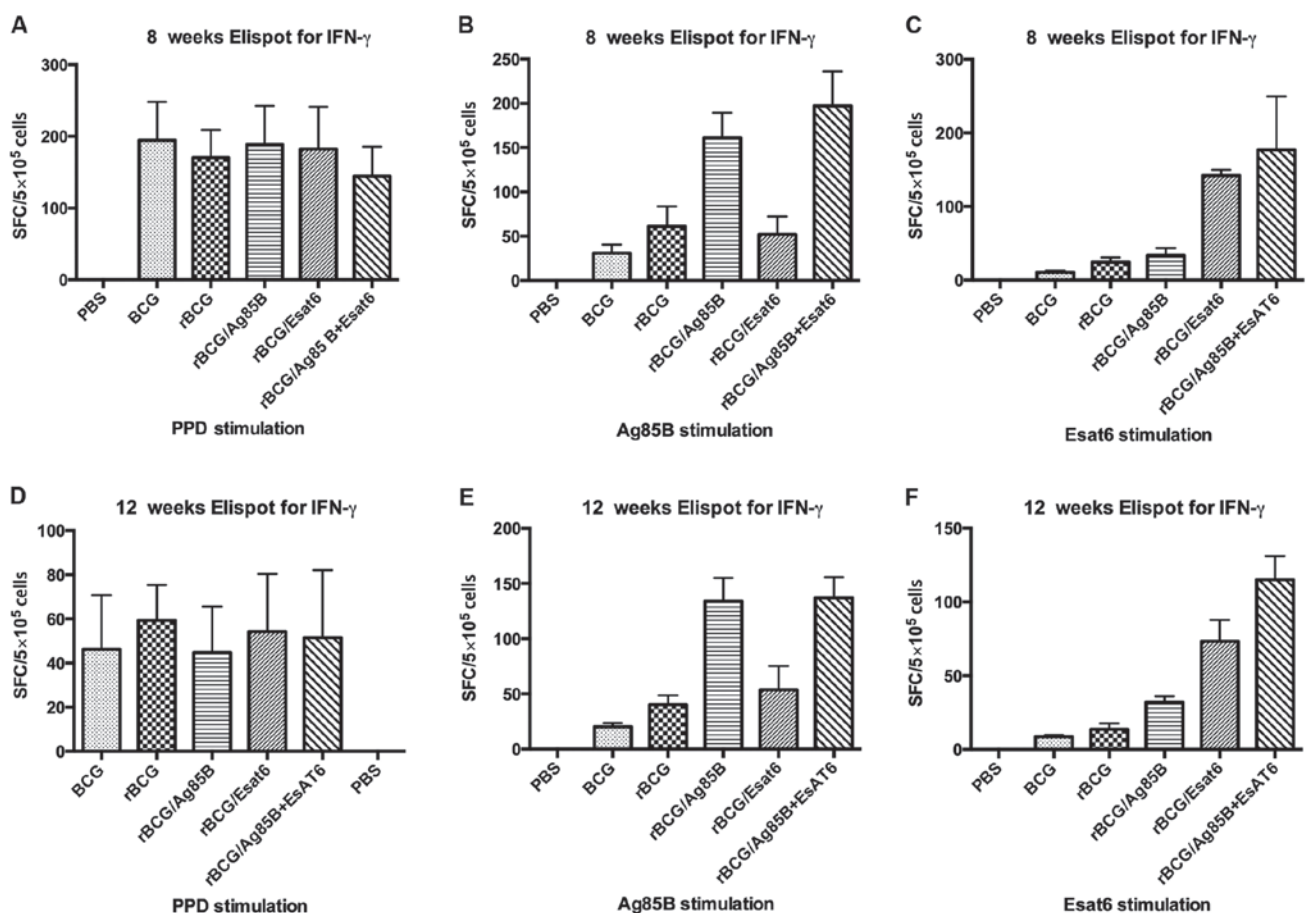 A
8 weeks Elispot for IFN-γ
SFC/5×10⁵ cells
300
200
100
0
PBS
BCG
rBCG
rBCG/Ag85B
rBCG/Esat6
rBCG/Ag85 B+Esat6
PPD stimulation
B
8 weeks Elispot for IFN-γ
SFC/5×10⁵ cells
250
200
150
100
50
0
PBS
BCG
rBCG
rBCG/Ag85B
rBCG/Esat6
rBCG/Ag85B+Esat6
Ag85B stimulation
C
8 weeks Elispot for IFN-γ
SFC/5×10⁵ cells
300
200
100
0
PBS
BCG
rBCG
rBCG/Ag85B
rBCG/Esat6
rBCG/Ag85B+EsAT6
Esat6 stimulation
D
12 weeks Elispot for IFN-γ
SFC/5×10⁵ cells
100
80
60
40
20
0
BCG
rBCG
rBCG/Ag85B
rBCG/Esat6
rBCG/Ag85B+EsAT6
PBS
PPD stimulation
E
12 weeks Elispot for IFN-γ
SFC/5×10⁵ cells
200
150
100
50
0
PBS
BCG
rBCG
rBCG/Ag85B
rBCG/Esat6
rBCG/Ag85B+EsAT6
Ag85B stimulation
F
12 weeks Elispot for IFN-γ
SFC/5×10⁵ cells
150
100
50
0
PBS
BCG
rBCG
rBCG/Ag85B
rBCG/Esat6
rBCG/Ag85B+EsAT6
Esat6 stimulation